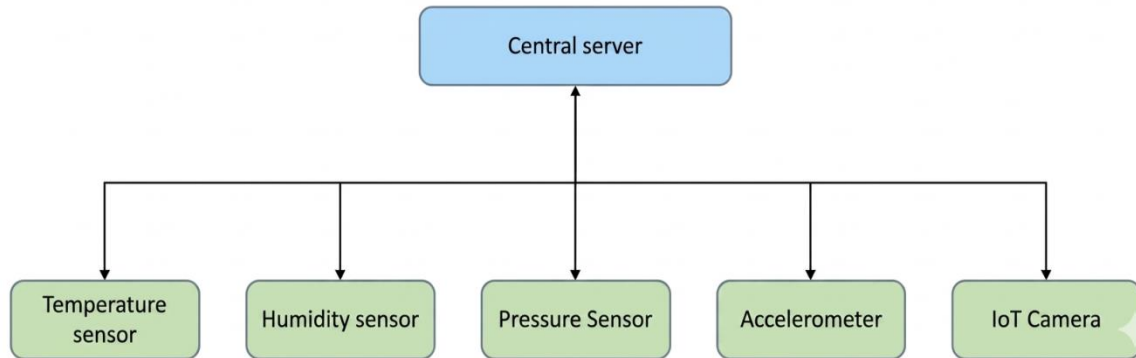 Central server
Temperature
sensor
Humidity sensor
Pressure Sensor
Accelerometer
IoT Camera